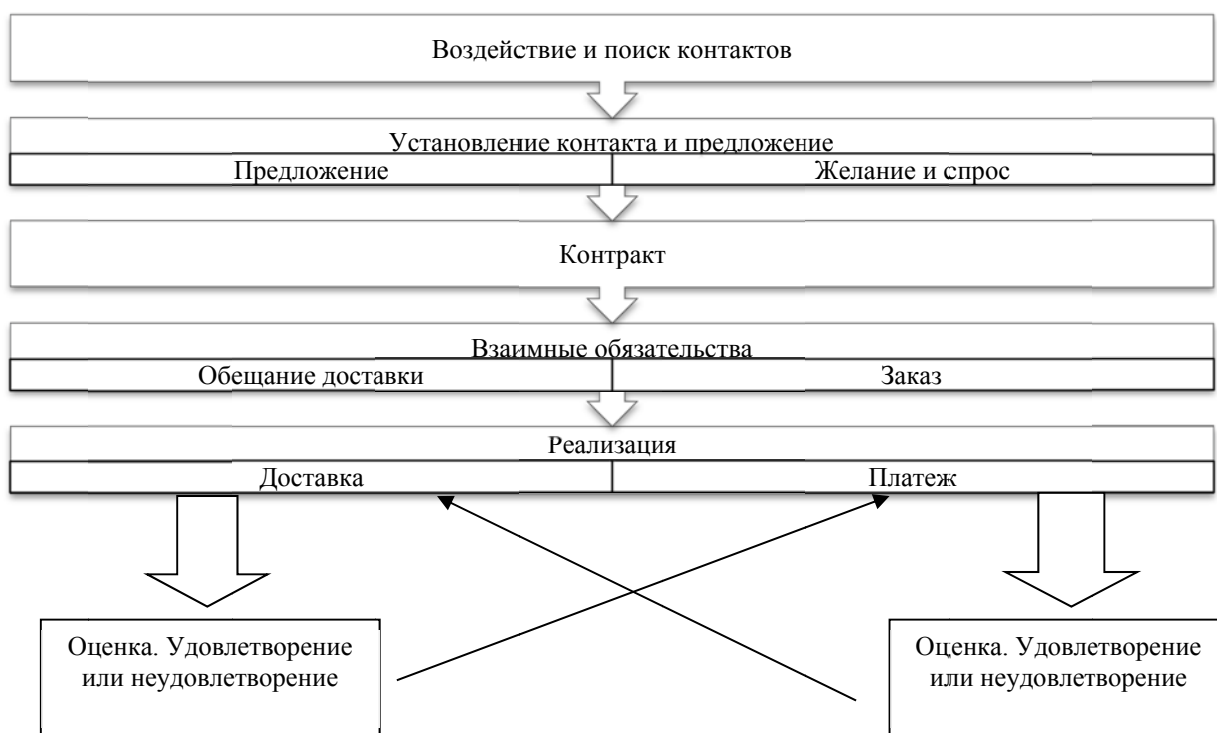 Воздействие и поиск контактов
Установление контакта и предложение
Предложение
Желание и спрос
Контракт
Взаимные обязательства
Обещание доставки
Заказ
Реализация
Доставка
Платеж
Оценка. Удовлетворение
или неудовлетворение
Оценка. Удовлетворение
или неудовлетворение